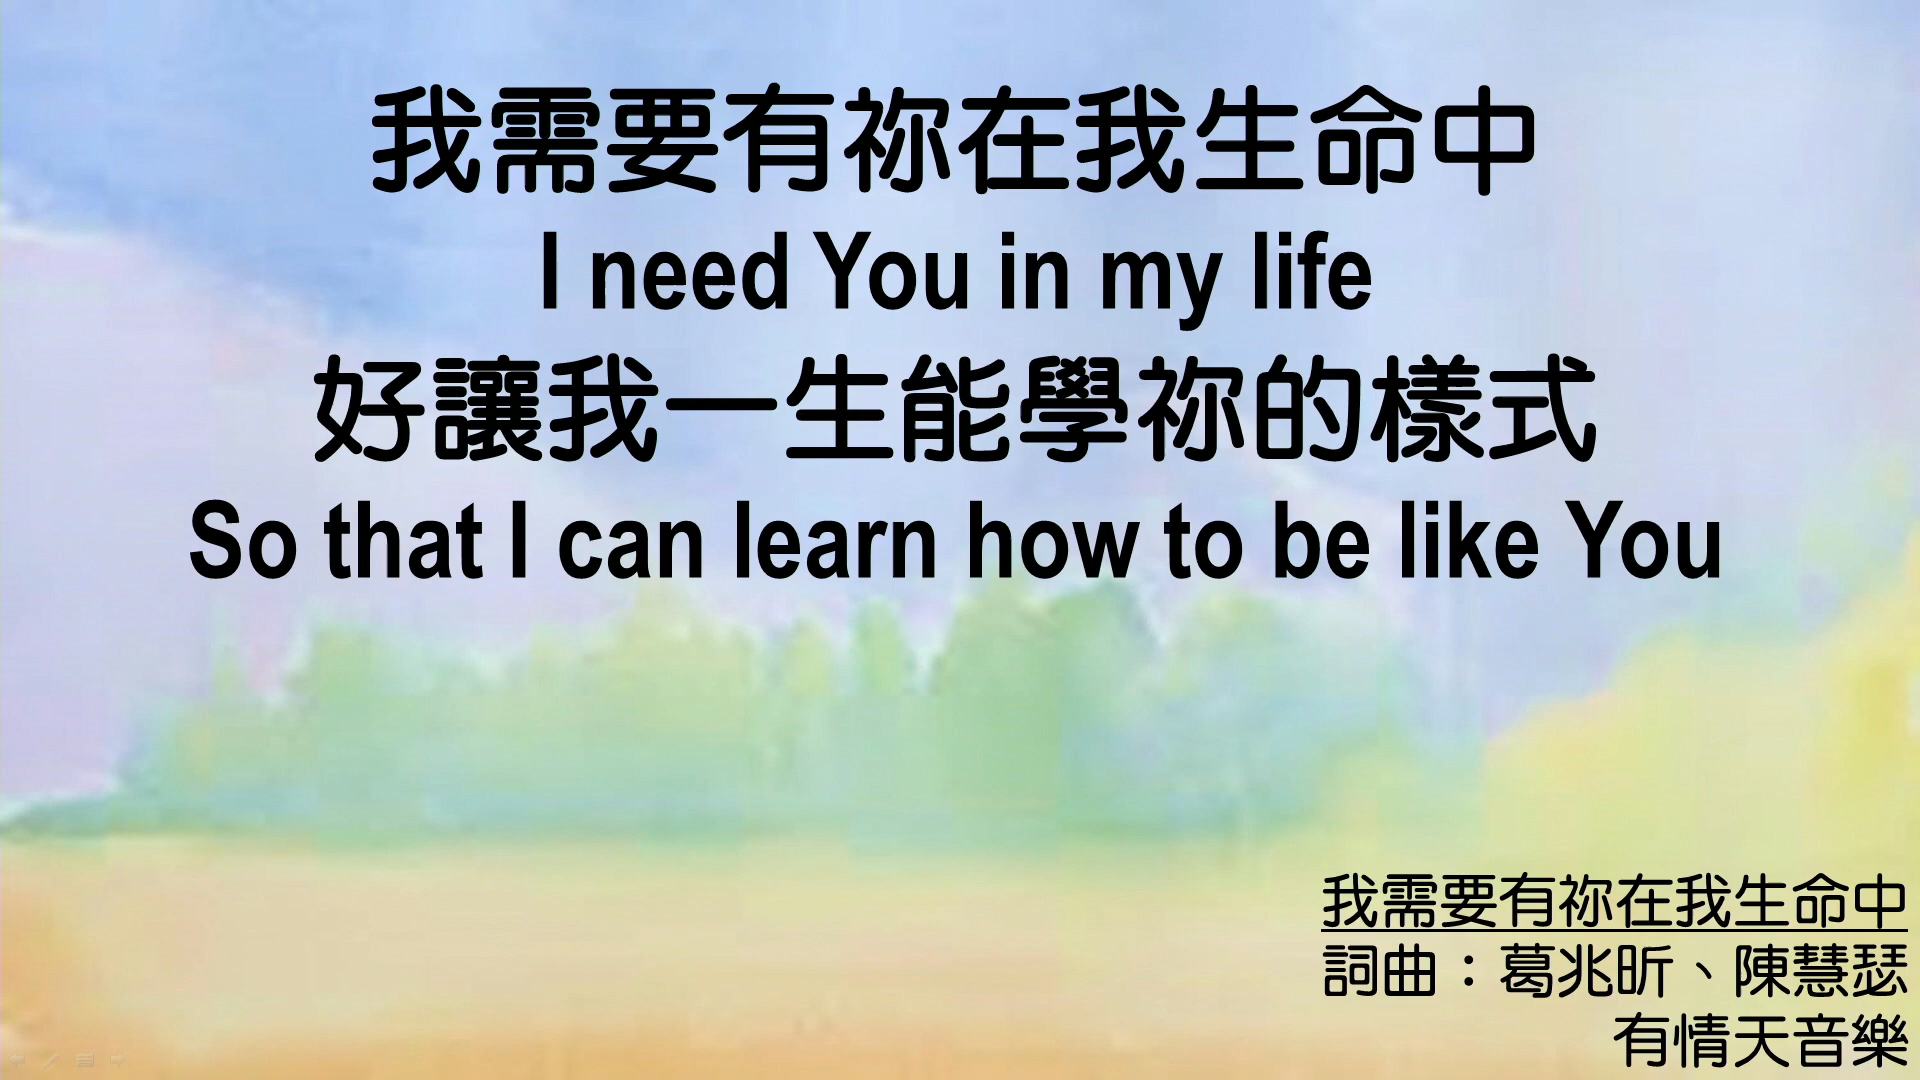 我需要有祢在我生命中
I need You in my life
好讓我一生能學祢的樣式
So that I can learn how to be like You
我需要有祢在我生命中
詞曲：葛兆昕、陳慧瑟
有情天音樂